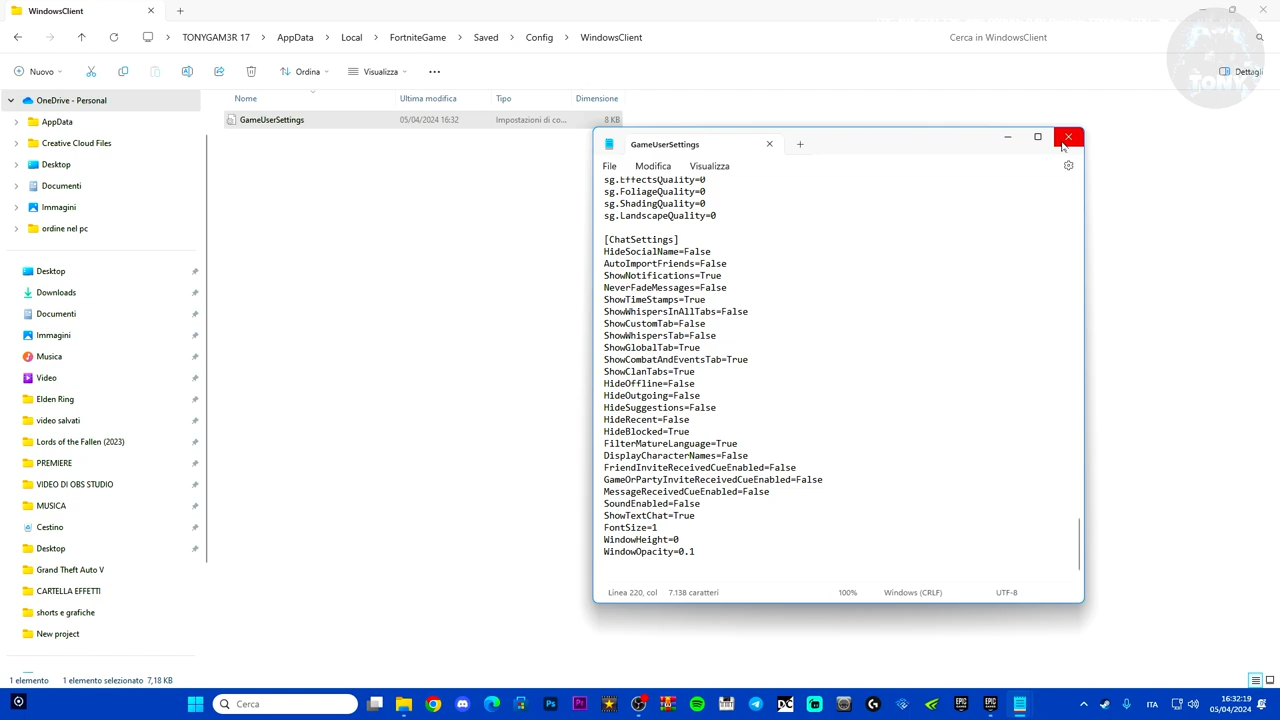 WindowsClient
TONYGAM3R 17 > AppData > Local > FortniteGame > Saved > Config > WindowsClient
Cerca in WindowsClient
Nuovo
Ordina
Visualizza
Dettagli
TONY
Nome
Ultima modifica
Tipo
Dimensione
GameUserSettings
05/04/2024 16:32
Impostazioni di co...
8 KB
OneDrive - Personal
AppData
Creative Cloud Files
Desktop
Documenti
Immagini
ordine nel pc
Desktop
Downloads
Documenti
Immagini
Musica
Video
Elden Ring
video salvati
Lords of the Fallen (2023)
PREMIERE
VIDEO DI OBS STUDIO
MUSICA
Cestino
Desktop
Grand Theft Auto V
CARTELLA EFFETTI
shorts e grafiche
New project
1 elemento
1 elemento selezionato 7,18 KB
GameUserSettings
File
Modifica
Visualizza
sg.EffectsQuality=0
sg.FoliageQuality=0
sg.ShadingQuality=0
sg.LandscapeQuality=0
[ChatSettings]
HideSocialName=False
AutoImportFriends=False
ShowNotifications=True
NeverFadeMessages=False
ShowTimeStamps=True
ShowWhispersInAllTabs=False
ShowCustomTab=False
ShowWhispersTab=False
ShowGlobalTab=True
ShowCombatAndEventsTab=True
ShowClanTabs=True
HideOffline=False
HideOutgoing=False
HideSuggestions=False
HideRecent=False
HideBlocked=True
FilterMatureLanguage=True
DisplayCharacterNames=False
FriendInviteReceivedCueEnabled=False
GameOrPartyInviteReceivedCueEnabled=False
MessageReceivedCueEnabled=False
SoundEnabled=False
ShowTextChat=True
FontSize=1
WindowHeight=0
WindowOpacity=0.1
Linea 220, col
7.138 caratteri
100%
Windows (CRLF)
UTF-8
Cerca
ITA
16:32:19
05/04/2024